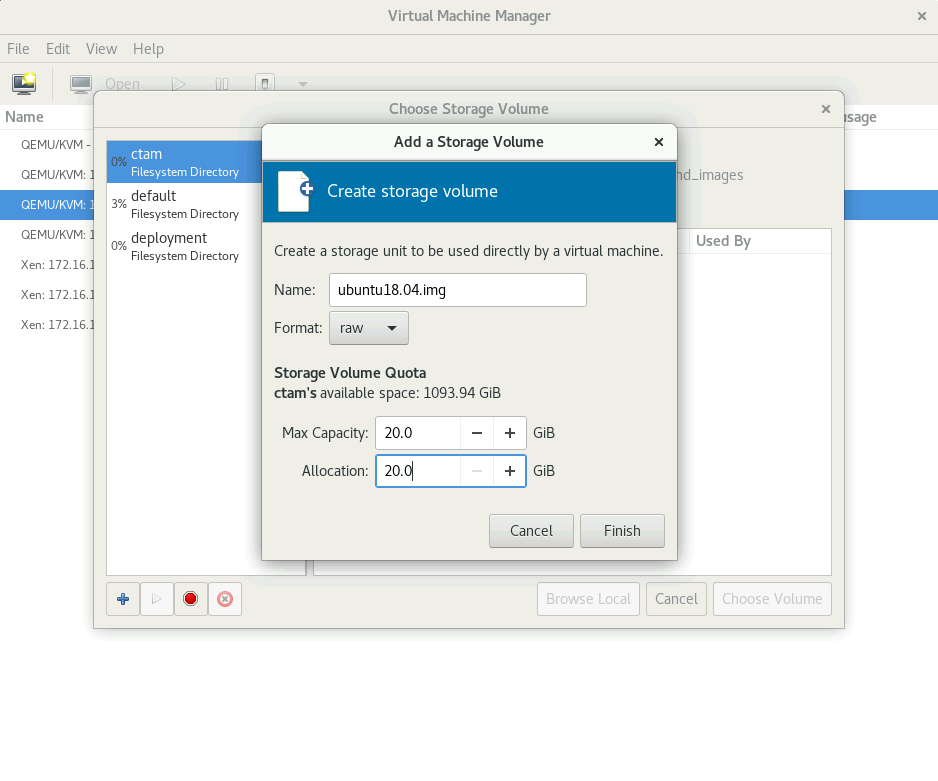 Virtual Machine Manager
File Edit View Help
Open
Name
QEMU/KVM -
QEMU/KVM: 1
QEMU/KVM: 1
QEMU/KVM: 1
Xen: 172.16.1
Xen: 172.16.1
Xen: 172.16.1
Choose Storage Volume
0% ctam
Filesystem Directory
3% default
Filesystem Directory
0% deployment
Filesystem Directory
Used By
Add a Storage Volume
Create storage volume
Create a storage unit to be used directly by a virtual machine.
Name: ubuntu18.04.img
Format: raw
Storage Volume Quota
ctam's available space: 1093.94 GiB
Max Capacity: 20.0 GiB
Allocation: 20.0 GiB
Cancel Finish
Browse Local Cancel Choose Volume